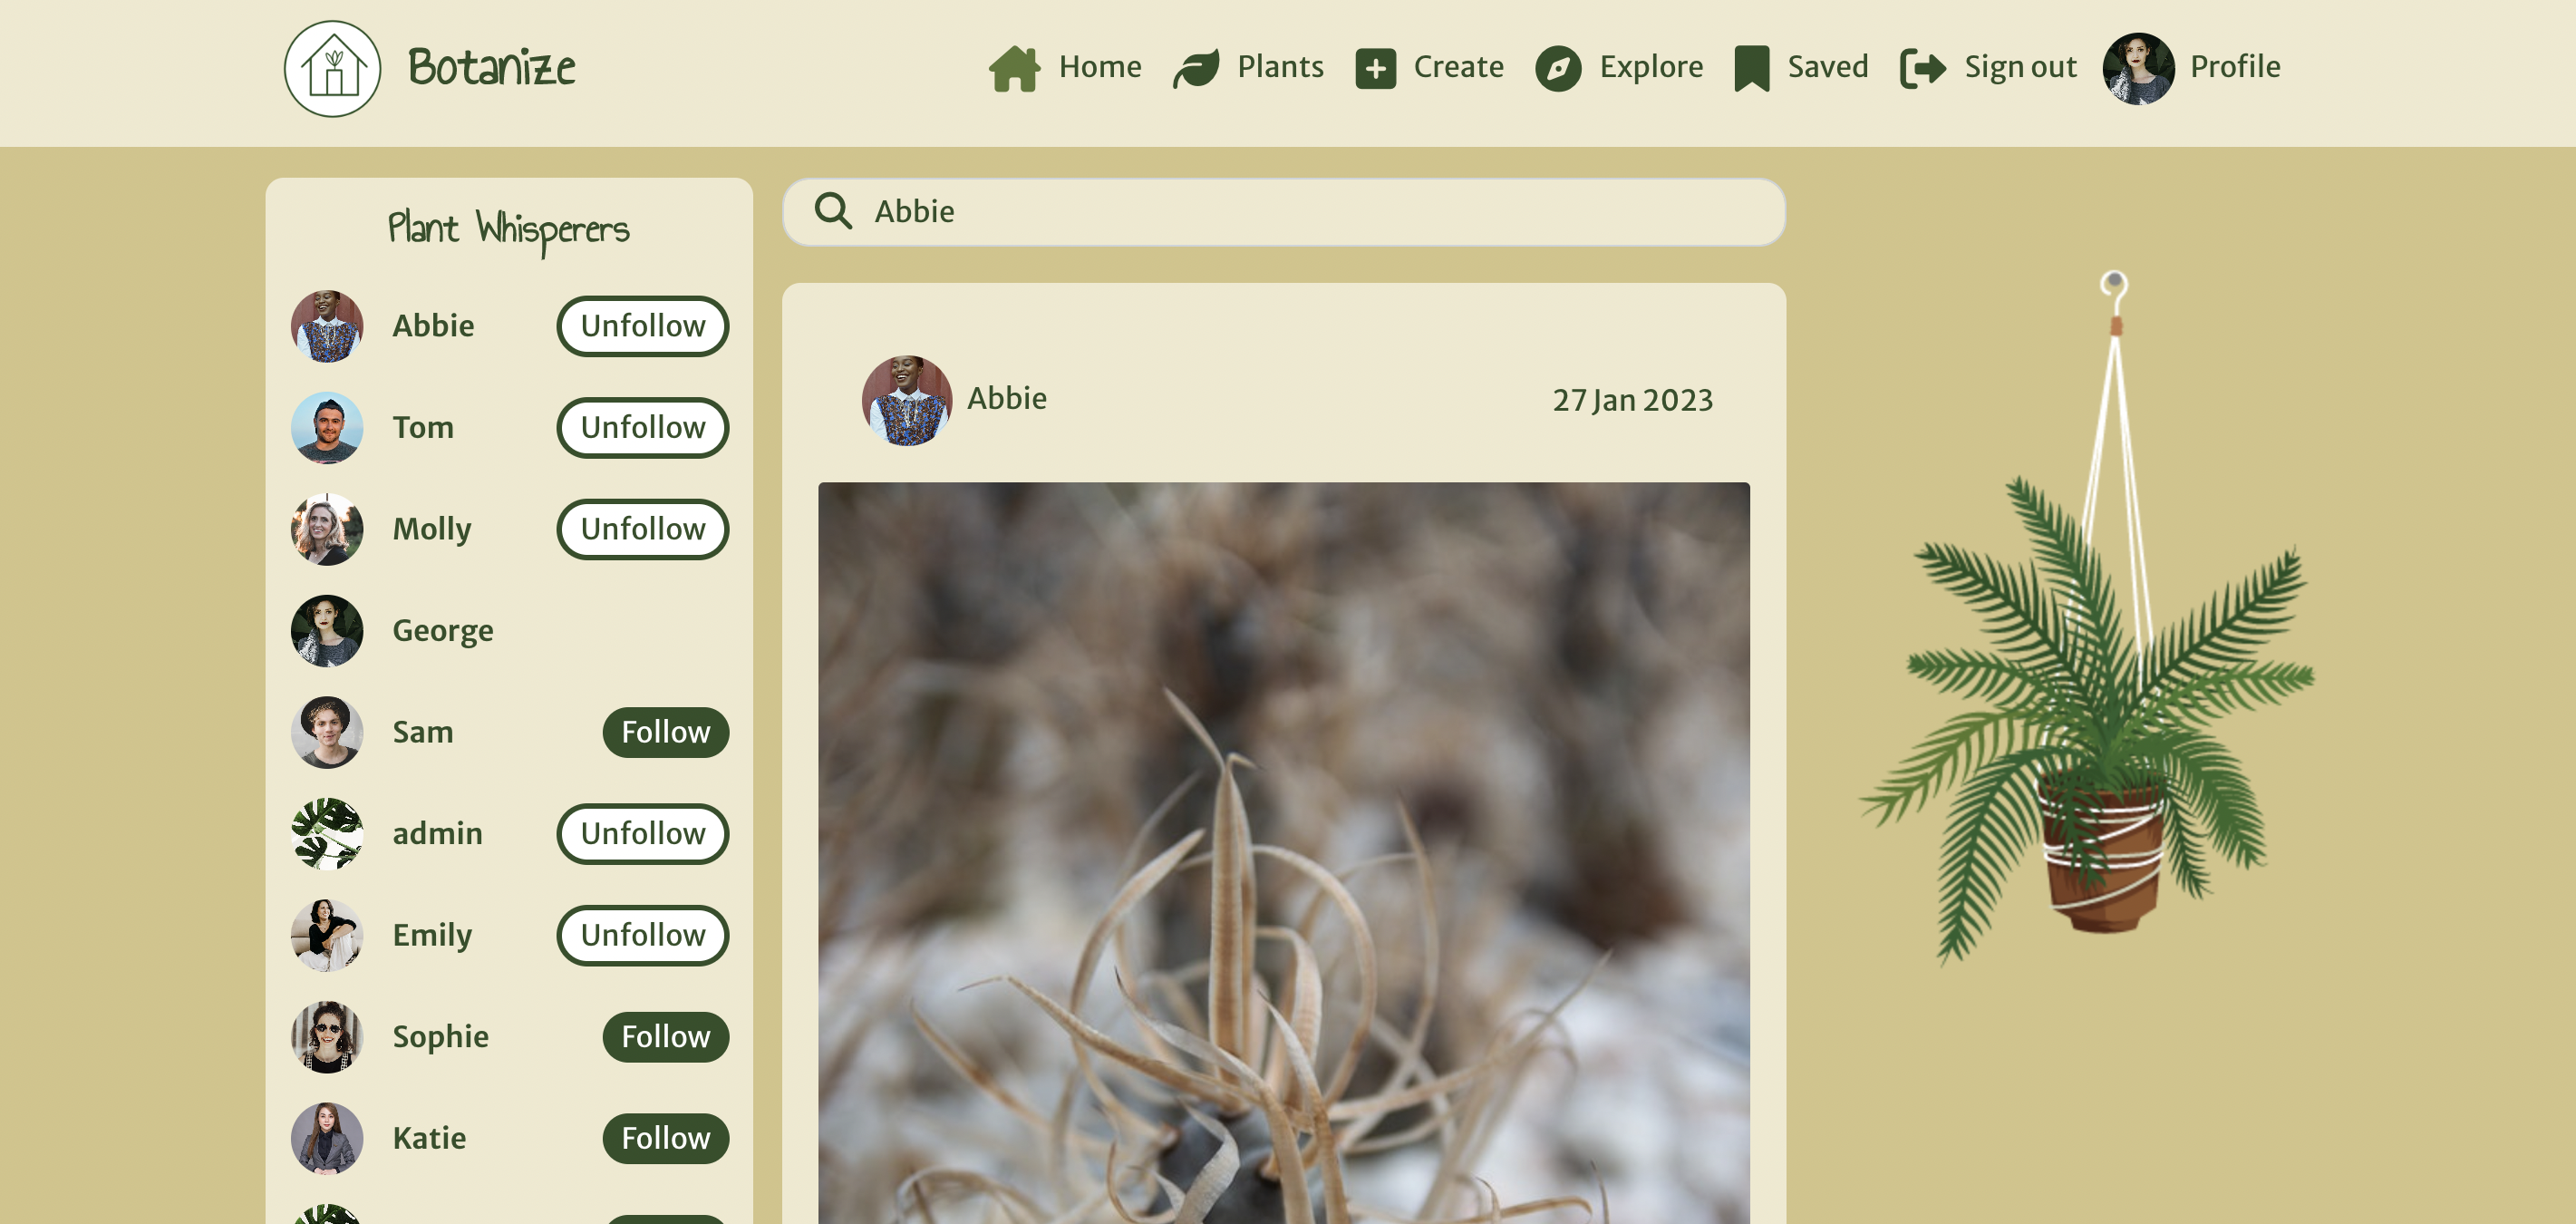 Botanize
Home Plants Create Explore Saved Sign out Profile
Plant Whisperers
Abbie Unfollow
Tom Unfollow
Molly Unfollow
George
Sam Follow
admin Unfollow
Emily Unfollow
Sophie Follow
Katie Follow
Abbie
Abbie 27 Jan 2023